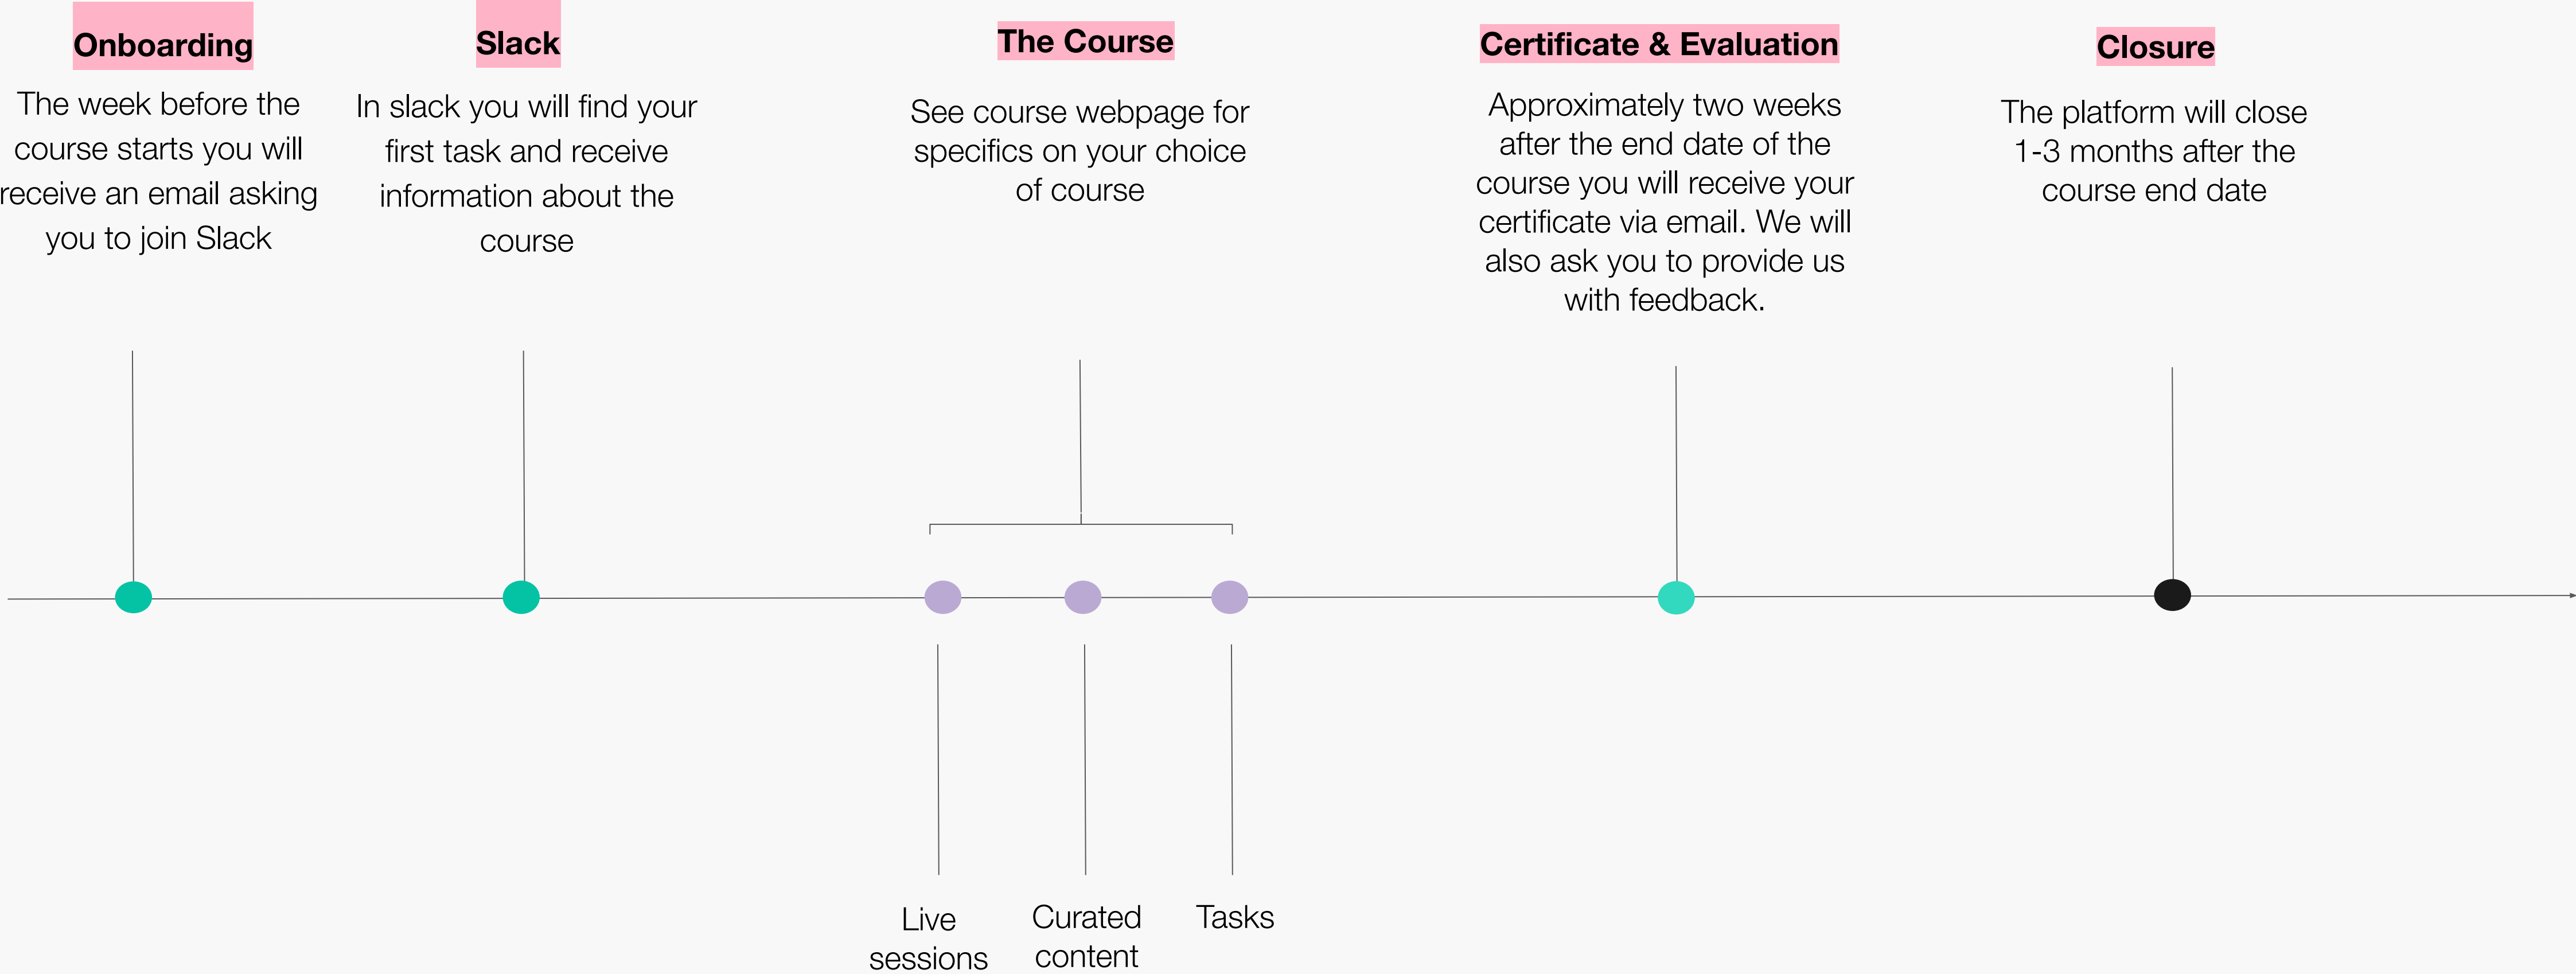 Onboarding
The week before the
course starts you will
receive an email asking
you to join Slack
Slack
In slack you will find your
first task and receive
information about the
course
The Course
See course webpage for
specifics on your choice
of course
Certificate & Evaluation
Approximately two weeks
after the end date of the
course you will receive your
certificate via email. We will
also ask you to provide us
with feedback.
Closure
The platform will close
1-3 months after the
course end date
Live
sessions
Curated
content
Tasks